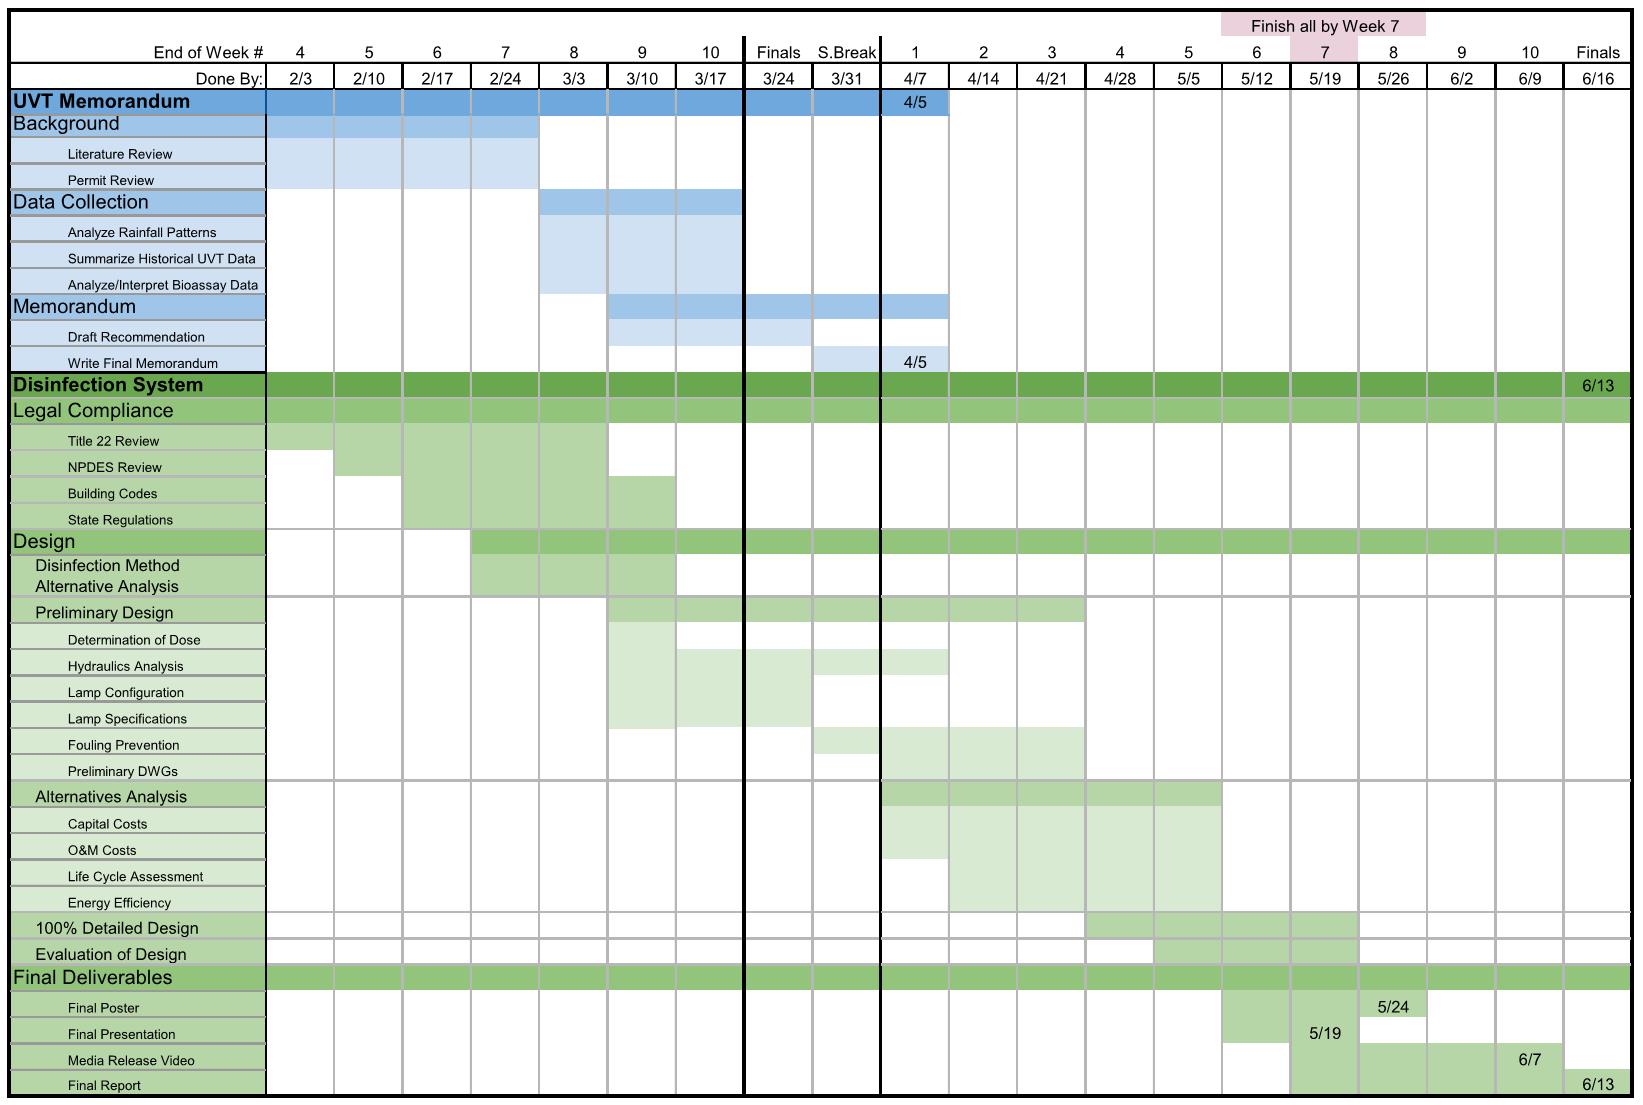 Finish all by Week 7
End of Week # 4 5 6 7 8 9 10 Finals S.Break 1 2 3 4 5 6 7 8 9 10 Finals
Done By: 2/3 2/10 2/17 2/24 3/3 3/10 3/17 3/24 3/31 4/7 4/14 4/21 4/28 5/5 5/12 5/19 5/26 6/2 6/9 6/16
UVT Memorandum 4/5
Background
Literature Review
Permit Review
Data Collection
Analyze Rainfall Patterns
Summarize Historical UVT Data
Analyze/Interpret Bioassay Data
Memorandum
Draft Recommendation
Write Final Memorandum 4/5
Disinfection System 6/13
Legal Compliance
Title 22 Review
NPDES Review
Building Codes
State Regulations
Design
Disinfection Method
Alternative Analysis
Preliminary Design
Determination of Dose
Hydraulics Analysis
Lamp Configuration
Lamp Specifications
Fouling Prevention
Preliminary DWGs
Alternatives Analysis
Capital Costs
O&M Costs
Life Cycle Assessment
Energy Efficiency
100% Detailed Design
Evaluation of Design
Final Deliverables
Final Poster 5/24
Final Presentation 5/19
Media Release Video 6/7
Final Report 6/13